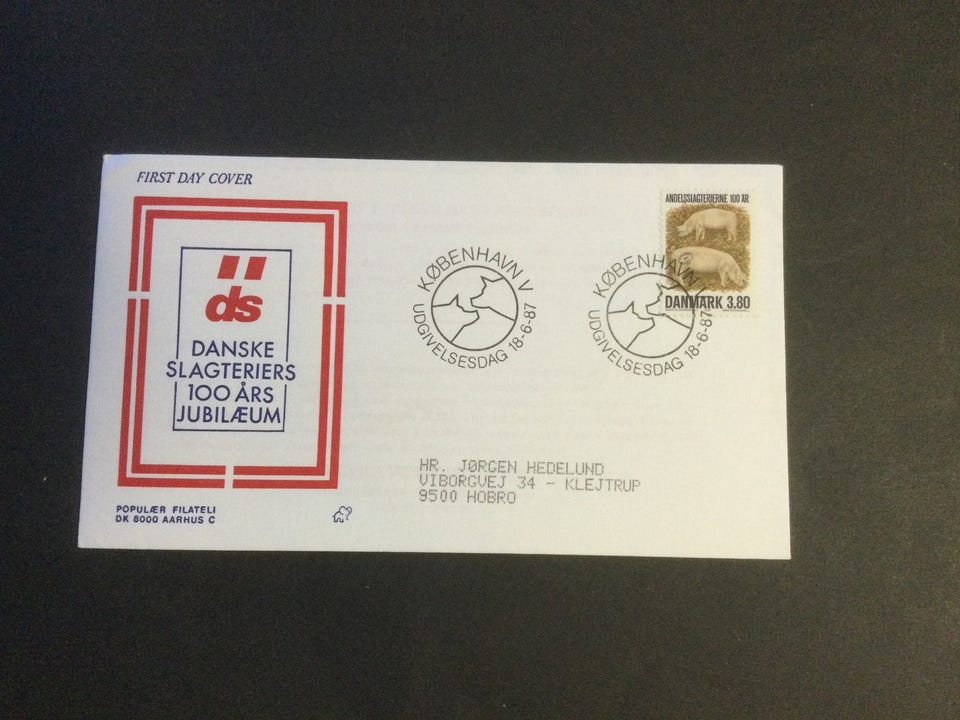 FIRST DAY COVER
ds
DANSKE
SLAGTERIERS
100 ÅRS
JUBILÆUM
POPULÆR FILATELI
DK 8000 AARHUS C
KØBENHAVN V
UDGIVELSESDAG 18-6-87
KØBENHAVN V
UDGIVELSESDAG 18-6-87
ANDELSSLAGTERIERNE 100 ÅR
DANMARK 3.80
HR. JØRGEN HEDELUND
VIBORGVEJ 34 - KLEJTRUP
9500 HOBRO